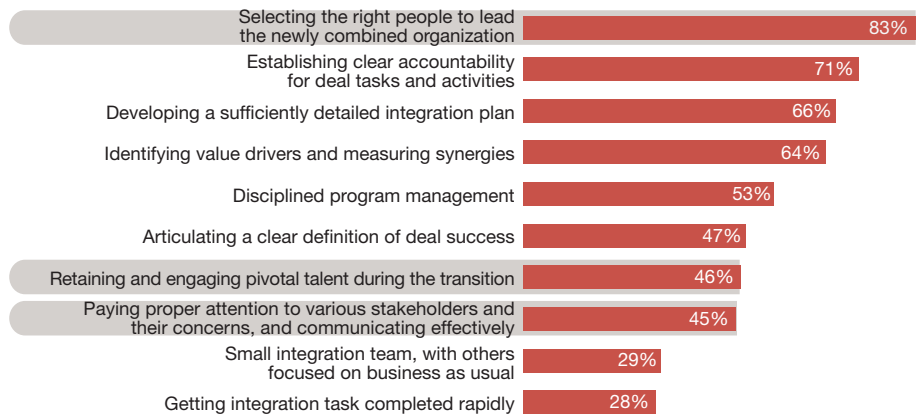 Selecting the right people to lead
the newly combined organization
83%
Establishing clear accountability
for deal tasks and activities
71%
Developing a sufficiently detailed integration plan
66%
Identifying value drivers and measuring synergies
64%
Disciplined program management
53%
Articulating a clear definition of deal success
47%
Retaining and engaging pivotal talent during the transition
46%
Paying proper attention to various stakeholders and
their concerns, and communicating effectively
45%
Small integration team, with others
focused on business as usual
29%
Getting integration task completed rapidly
28%